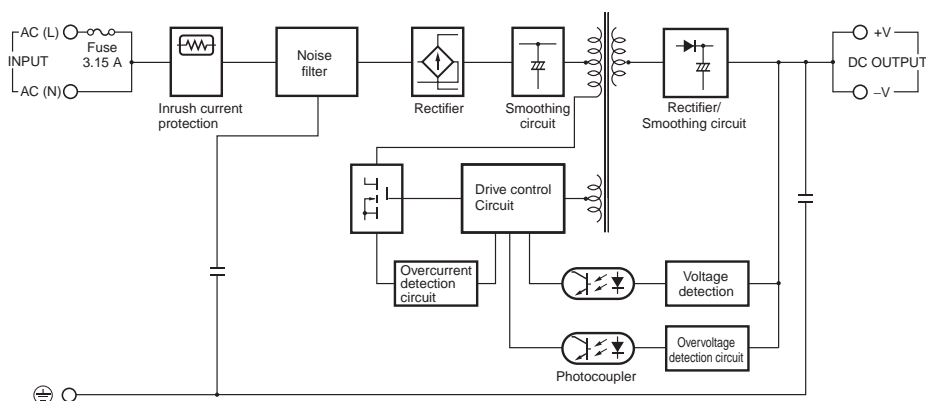 AC (L)
Fuse
3.15 A
INPUT
AC (N)
Inrush current
protection
Noise
filter
Rectifier
Smoothing
circuit
Rectifier/
Smoothing circuit
+V
DC OUTPUT
–V
Drive control
Circuit
Overcurrent
detection
circuit
Voltage
detection
Overvoltage
detection circuit
Photocoupler